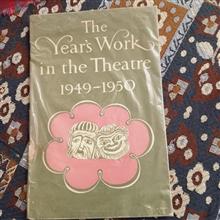 The
Year's Work
in the Theatre
1949–1950